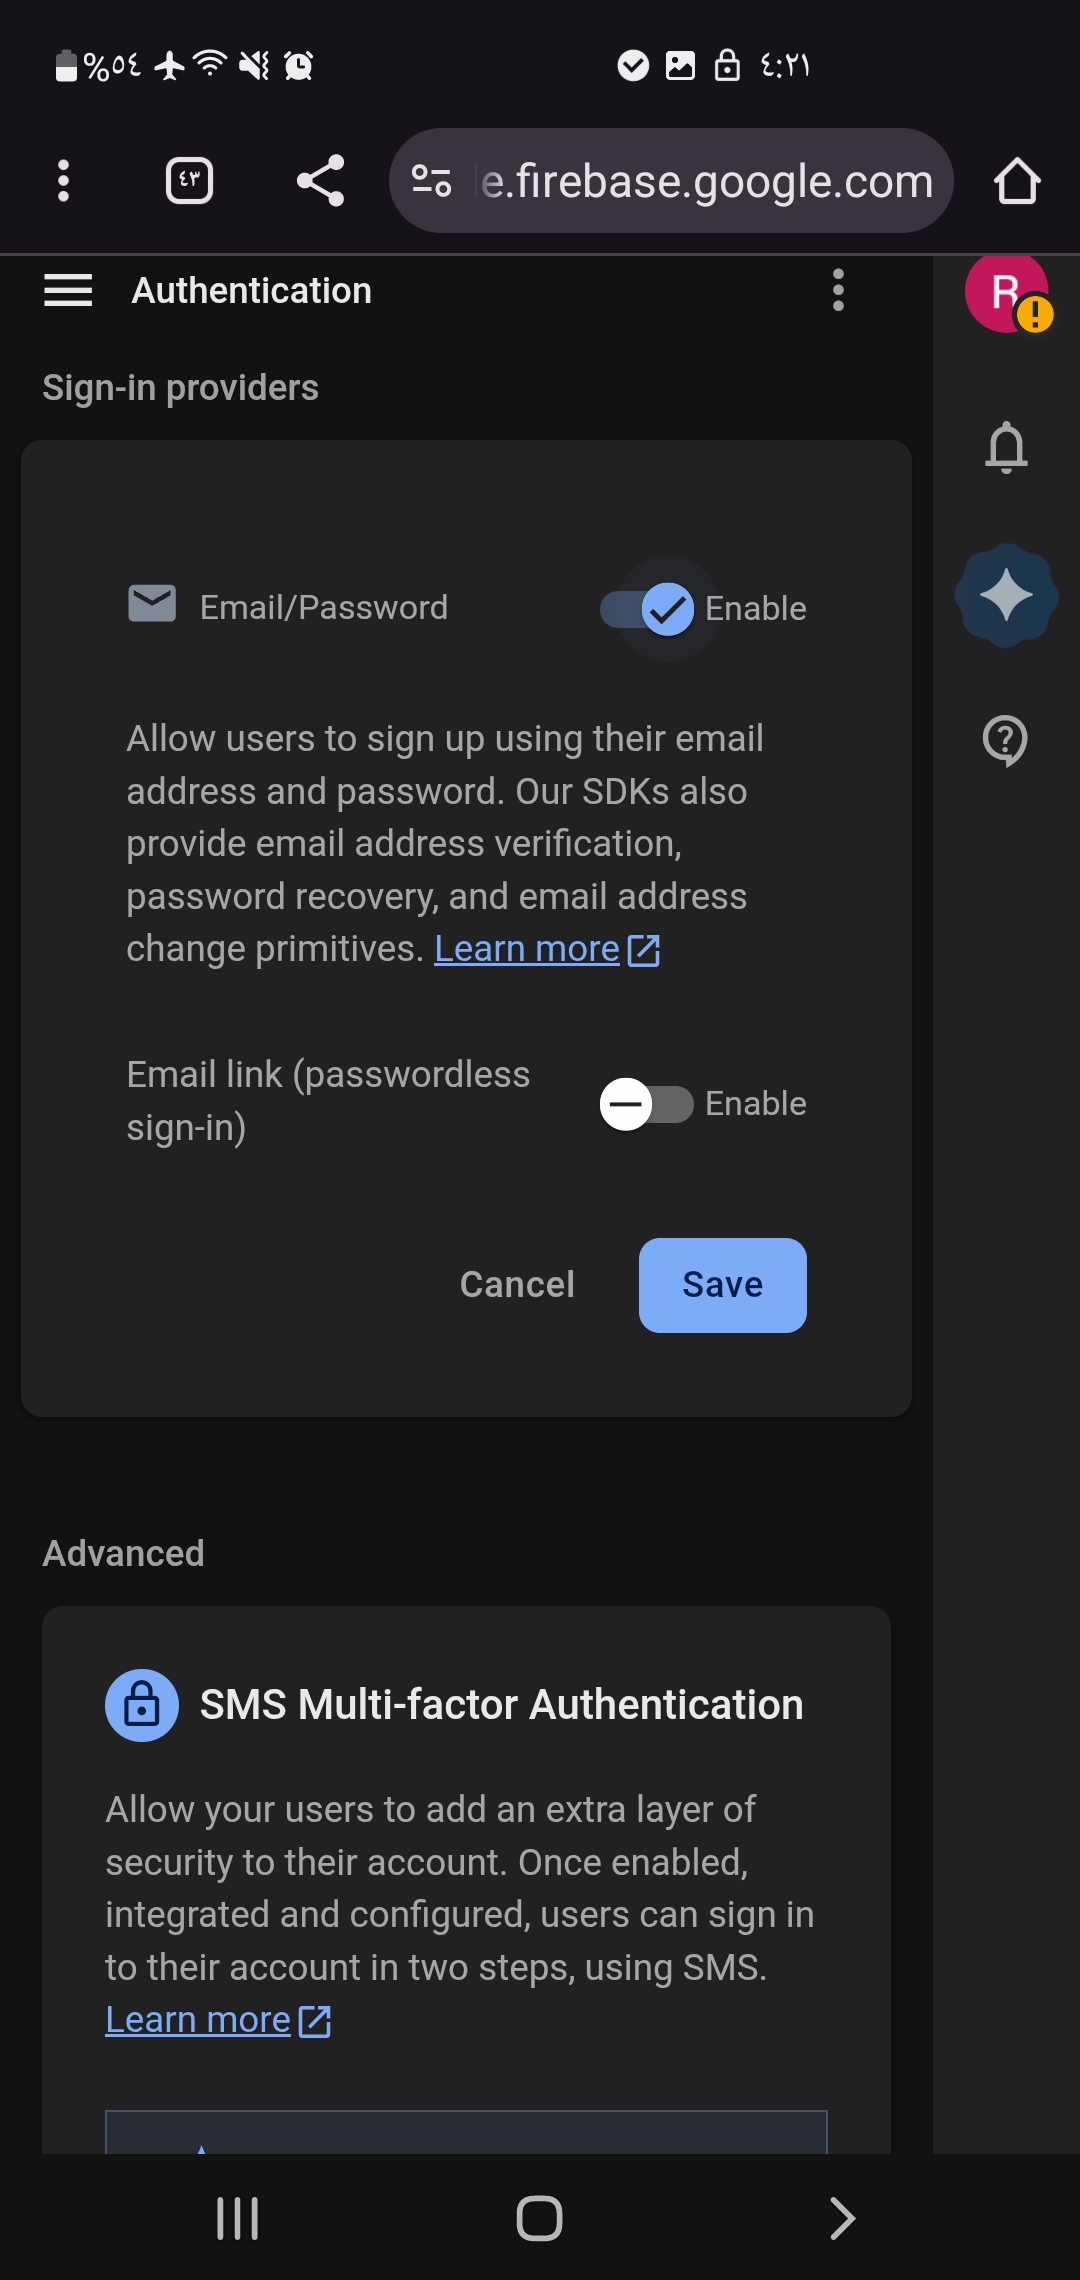 %٥٤
٤:٢١
٤٣
e.firebase.google.com
Authentication
R
Sign-in providers
Email/Password
Enable
Allow users to sign up using their email
address and password. Our SDKs also
provide email address verification,
password recovery, and email address
change primitives. Learn more
Email link (passwordless
sign-in)
Enable
Cancel
Save
Advanced
SMS Multi-factor Authentication
Allow your users to add an extra layer of
security to their account. Once enabled,
integrated and configured, users can sign in
to their account in two steps, using SMS.
Learn more